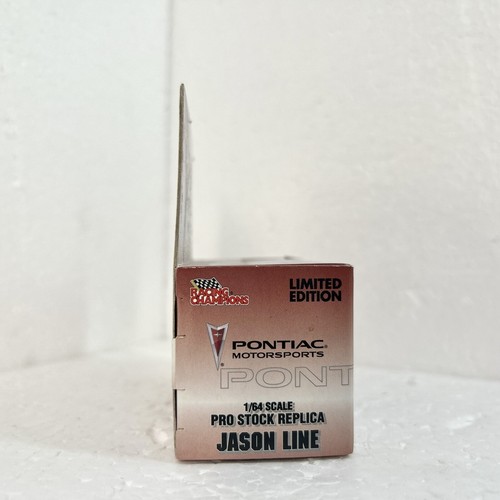 RACING CHAMPIONS®
LIMITED
EDITION
PONTIAC®
MOTORSPORTS
PONT
1/64 SCALE
PRO STOCK REPLICA
JASON LINE